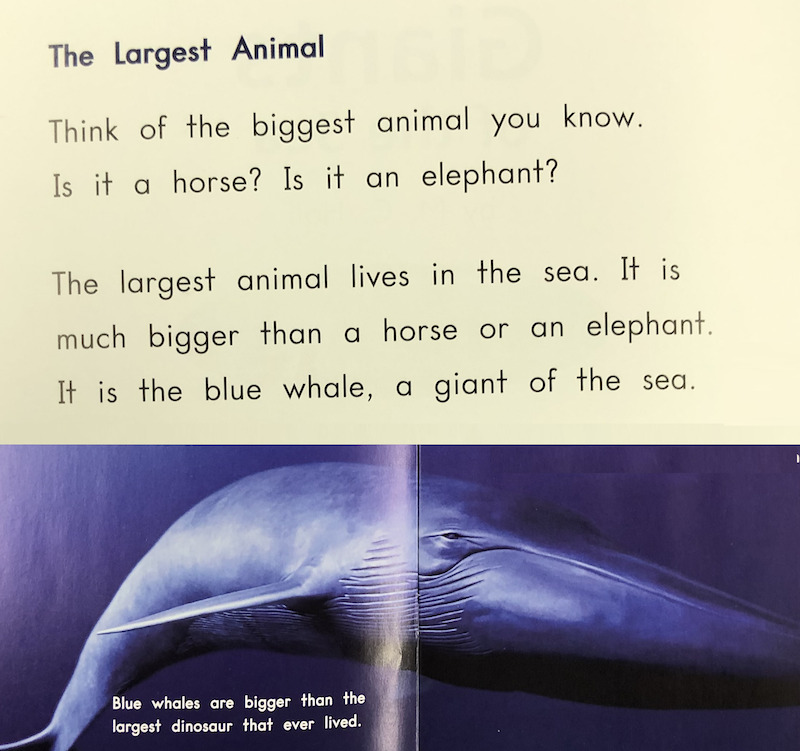 The Largest Animal
Think of the biggest animal you know.
Is it a horse? Is it an elephant?
The largest animal lives in the sea. It is
much bigger than a horse or an elephant.
It is the blue whale, a giant of the sea.
Blue whales are bigger than the
largest dinosaur that ever lived.